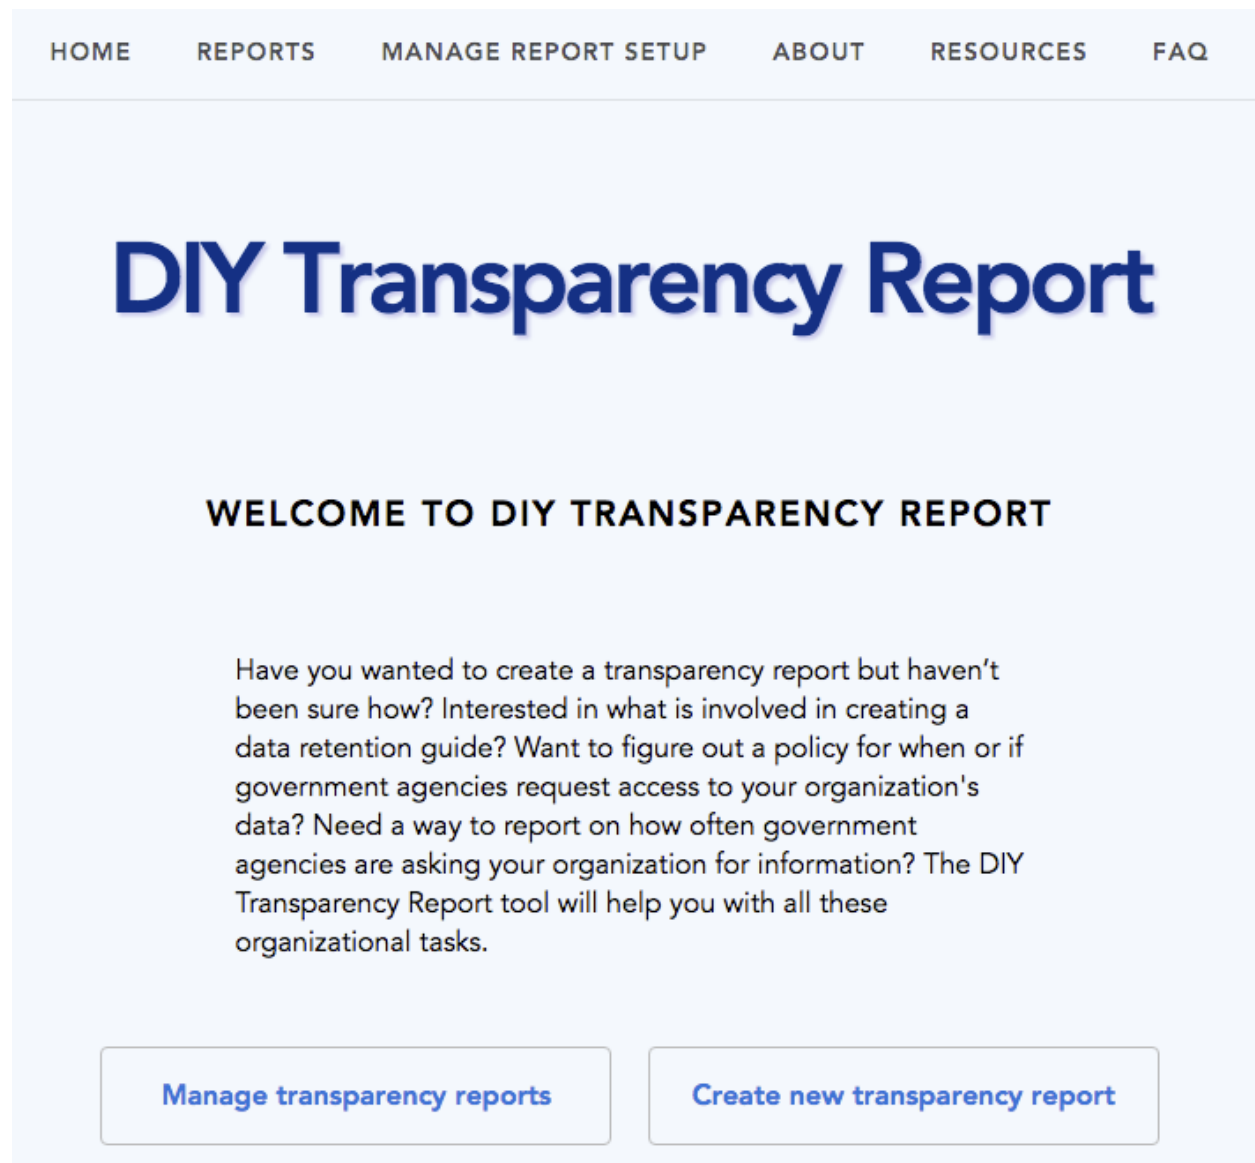 HOME REPORTS MANAGE REPORT SETUP ABOUT RESOURCES FAQ
DIY Transparency Report
WELCOME TO DIY TRANSPARENCY REPORT
Have you wanted to create a transparency report but haven’t
been sure how? Interested in what is involved in creating a
data retention guide? Want to figure out a policy for when or if
government agencies request access to your organization's
data? Need a way to report on how often government
agencies are asking your organization for information? The DIY
Transparency Report tool will help you with all these
organizational tasks.
Manage transparency reports Create new transparency report